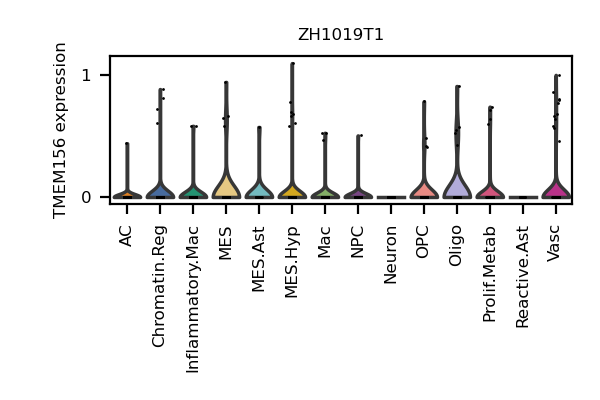 ZH1019T1
TMEM156 expression
1
0
AC
Chromatin.Reg
Inflammatory.Mac
MES
MES.Ast
MES.Hyp
Mac
NPC
Neuron
OPC
Oligo
Prolif.Metab
Reactive.Ast
Vasc